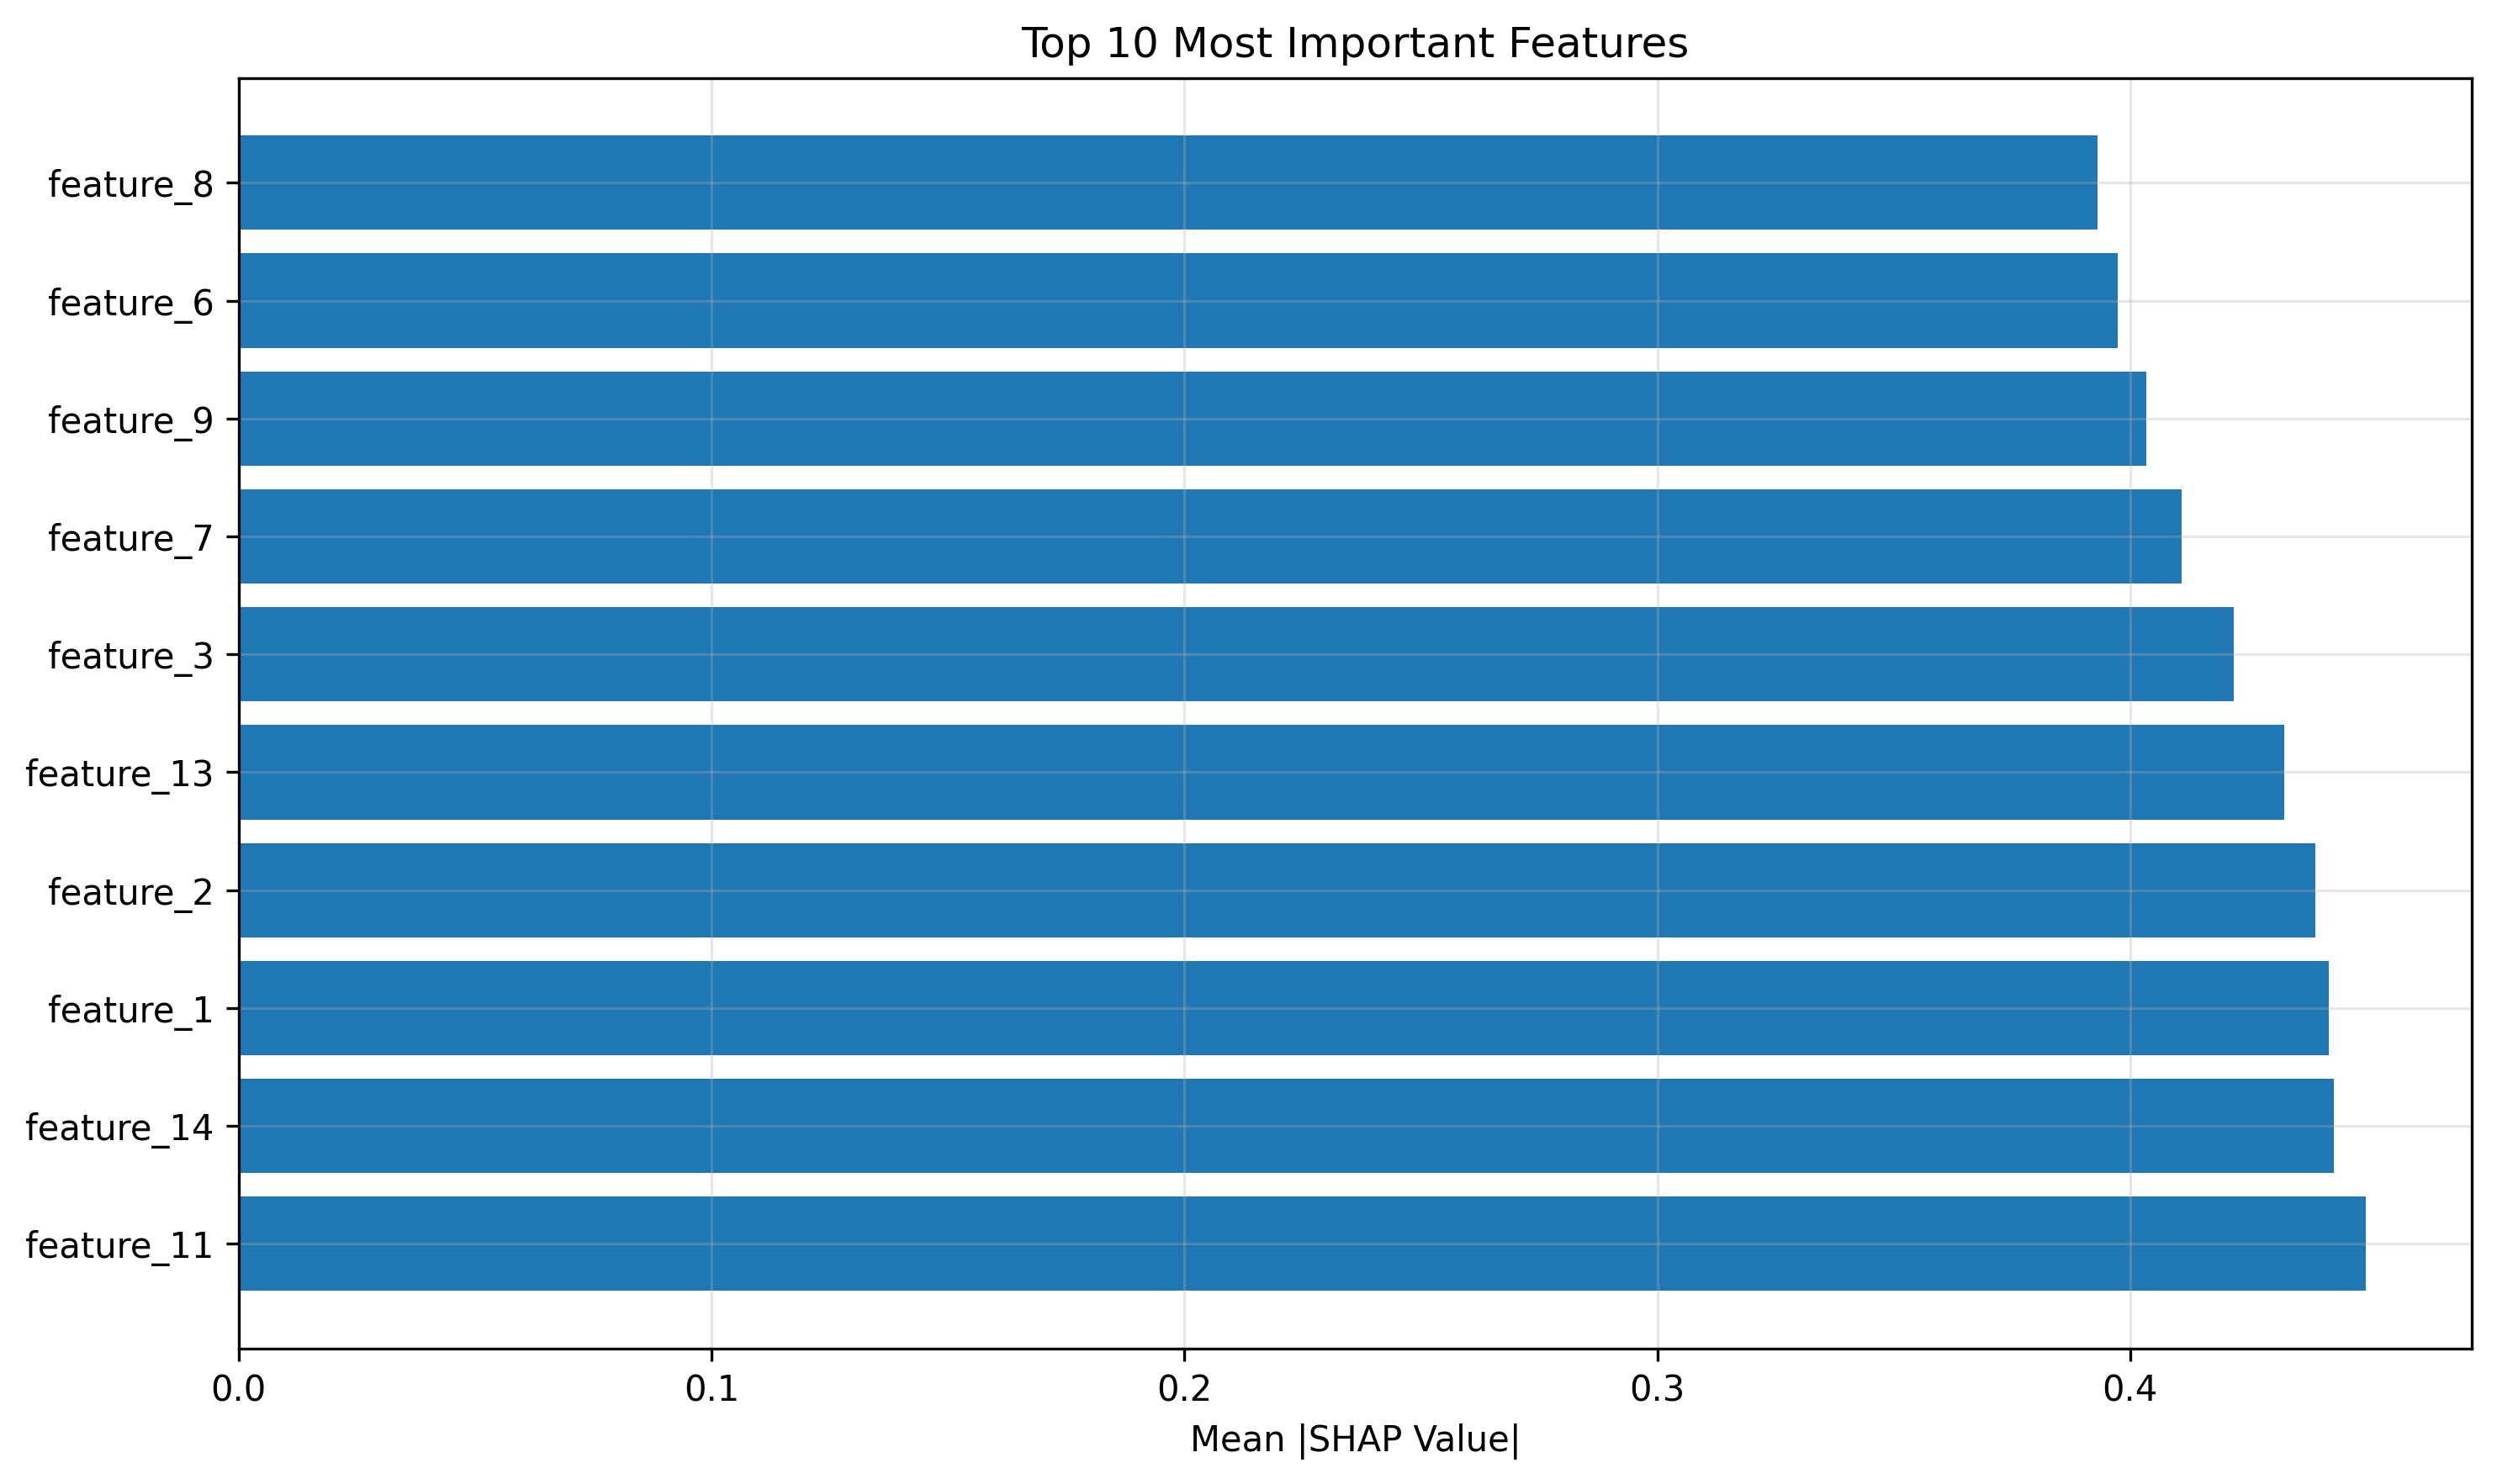 Top 10 Most Important Features
feature_8
feature_6
feature_9
feature_7
feature_3
feature_13
feature_2
feature_1
feature_14
feature_11
0.0 0.1 0.2 0.3 0.4
Mean |SHAP Value|